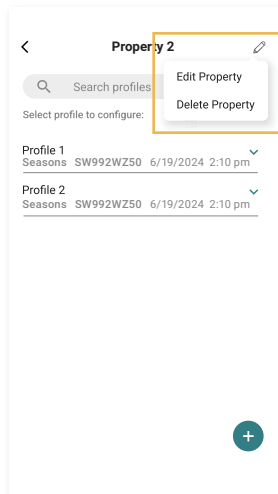 Property 2
Edit Property
Search profiles
Delete Property
Select profile to configure:
Profile 1
Seasons SW992WZ50 6/19/2024 2:10 pm
Profile 2
Seasons SW992WZ50 6/19/2024 2:10 pm